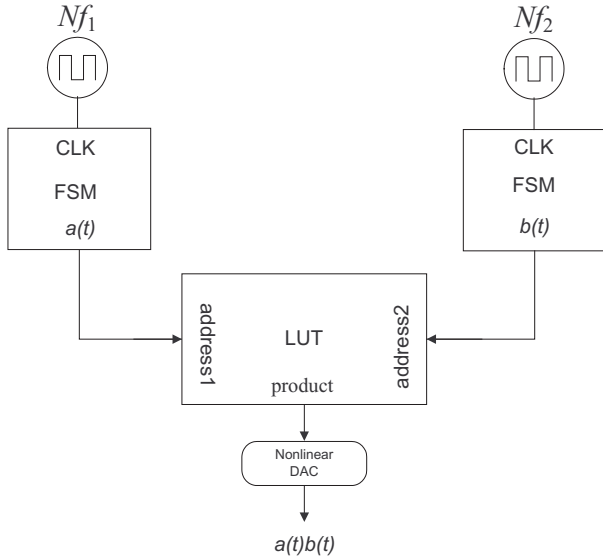 Nf₁
Nf₂
CLK
FSM
a(t)
CLK
FSM
b(t)
address1
LUT
address2
product
Nonlinear
DAC
a(t)b(t)